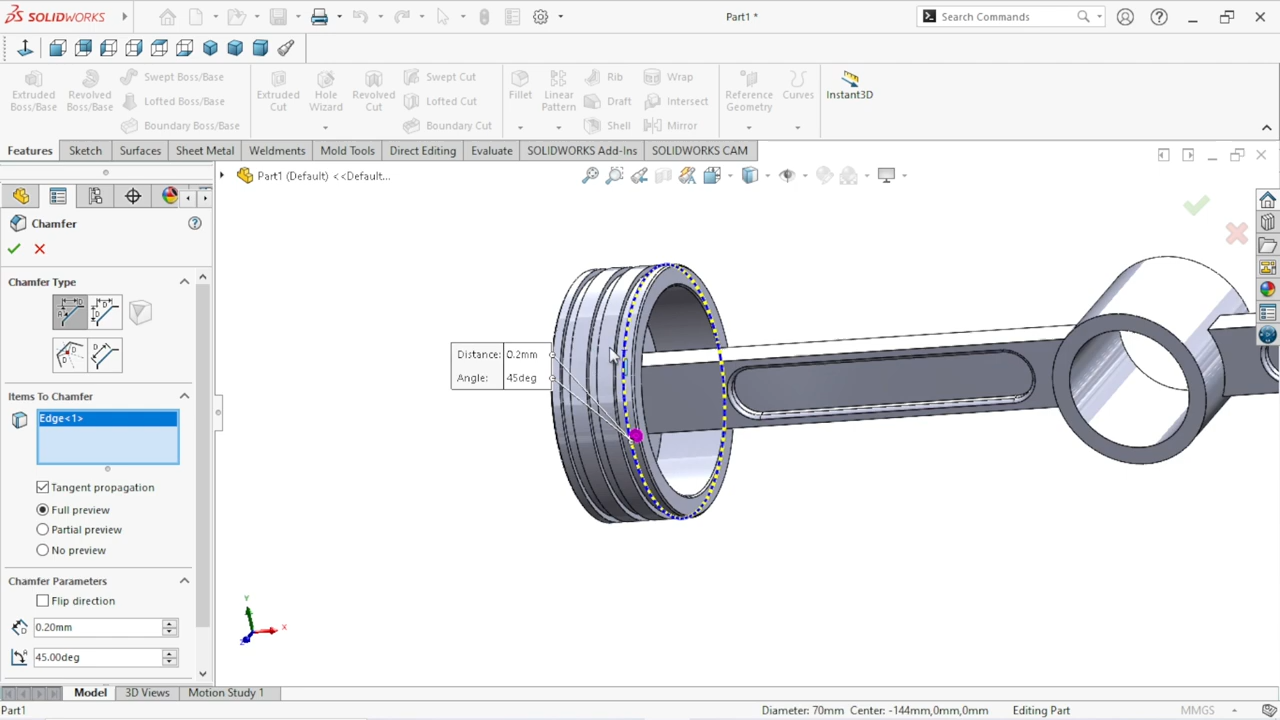 SOLIDWORKS
Part1 *
Search Commands
Extruded Boss/Base
Revolved Boss/Base
Swept Boss/Base
Lofted Boss/Base
Boundary Boss/Base
Extruded Cut
Hole Wizard
Revolved Cut
Swept Cut
Lofted Cut
Boundary Cut
Fillet
Linear Pattern
Rib
Draft
Shell
Wrap
Intersect
Mirror
Reference Geometry
Curves
Instant3D
Features
Sketch
Surfaces
Sheet Metal
Weldments
Mold Tools
Direct Editing
Evaluate
SOLIDWORKS Add-Ins
SOLIDWORKS CAM
Part1 (Default) <<Default...
Chamfer
Chamfer Type
Items To Chamfer
Edge<1>
Tangent propagation
Full preview
Partial preview
No preview
Chamfer Parameters
Flip direction
0.20mm
45.00deg
Distance: 0.2mm
Angle: 45deg
Y
X
Z
Model
3D Views
Motion Study 1
Part1
Diameter: 70mm Center: -144mm,0mm,0mm
Editing Part
MMGS